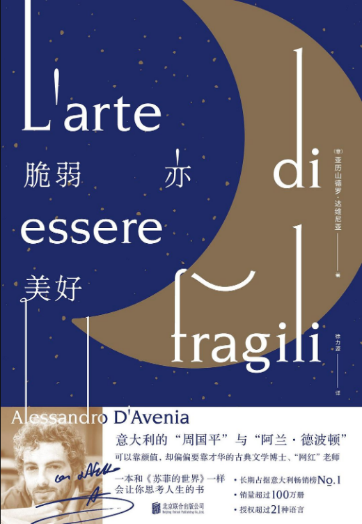 L'arte
脆弱 亦 di
[意]亚历山德罗·达维尼亚 著
essere
美好
fragili
译
Alessandro D'Avenia
意大利的“周国平”与“阿兰·德波顿”
可以靠颜值，却偏偏要靠才华的古典文学博士、“网红”老师
一本和《苏菲的世界》一样
会让你思考人生的书
·长期占据意大利畅销榜No.1
·销量超过100万册
·授权超过21种语言
北京联合出版公司